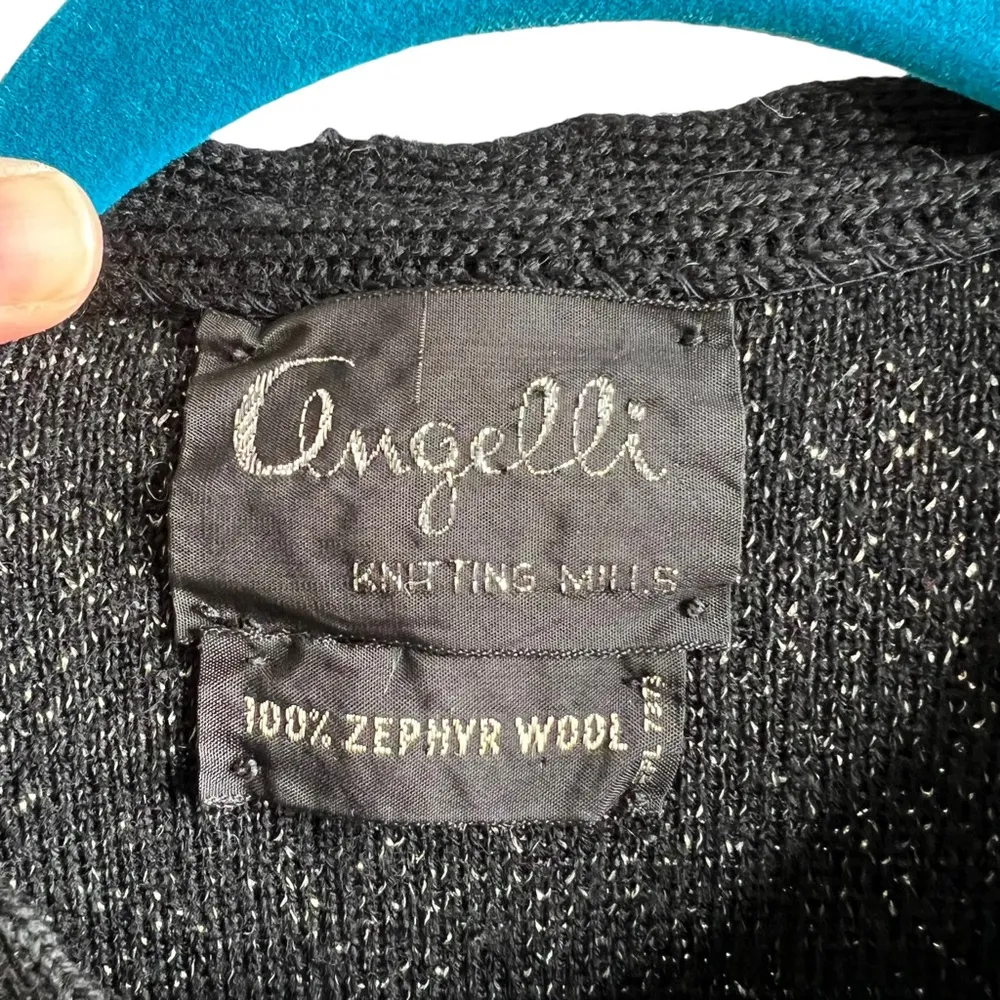 Angelli
KNITTING MILLS
100% ZEPHYR WOOL